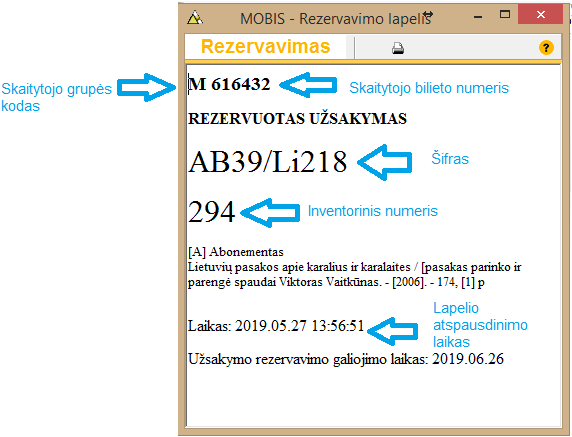 MOBIS - Rezervavimo lapelis
Rezervavimas
?
Skaitytojo grupės
kodas
M 616432
Skaitytojo bilieto numeris
REZERVUOTAS UŽSAKYMAS
AB39/Li218
Šifras
294
Inventorinis numeris
[A] Abonementas
Lietuvių pasakos apie karalius ir karalaites / [pasakas parinko ir
parengė spaudai Viktoras Vaitkūnas. - [2006]. - 174, [1] p
Laikas: 2019.05.27 13:56:51
Lapelio
atspausdinimo
laikas
Užsakymo rezervavimo galiojimo laikas: 2019.06.26